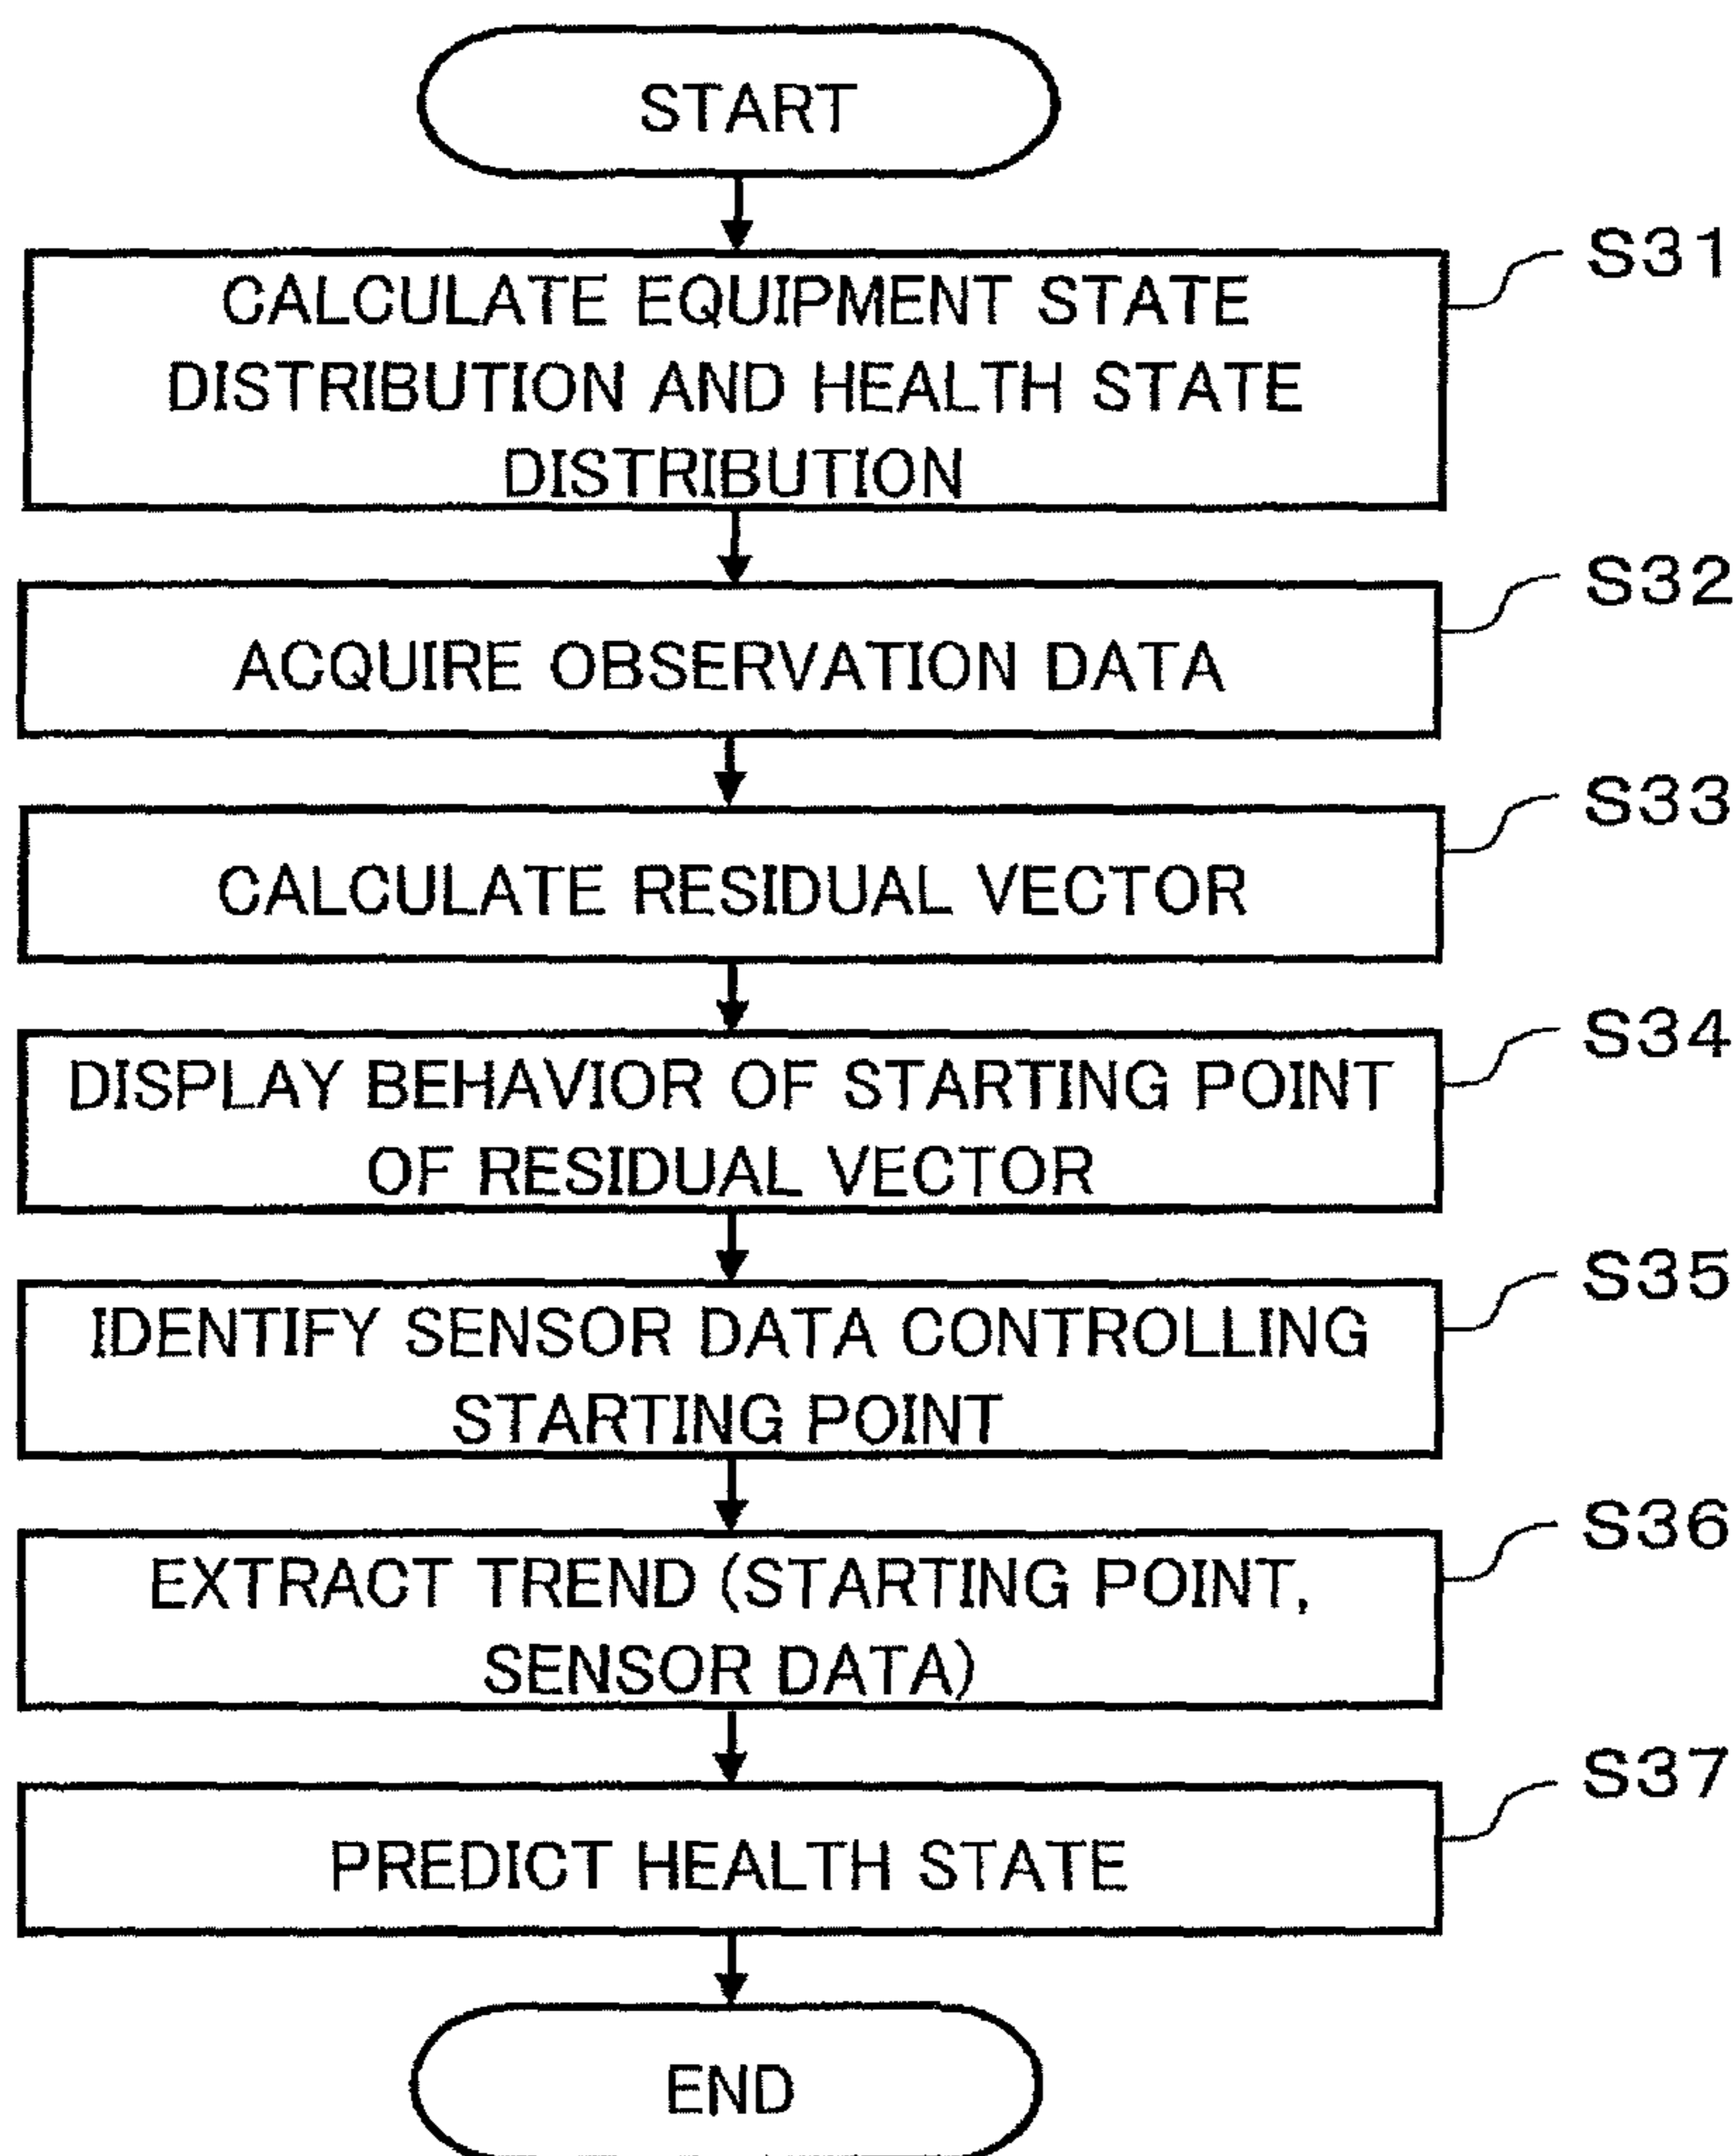 START
S31
CALCULATE EQUIPMENT STATE
DISTRIBUTION AND HEALTH STATE
DISTRIBUTION
S32
ACQUIRE OBSERVATION DATA
S33
CALCULATE RESIDUAL VECTOR
S34
DISPLAY BEHAVIOR OF STARTING POINT
OF RESIDUAL VECTOR
S35
IDENTIFY SENSOR DATA CONTROLLING
STARTING POINT
S36
EXTRACT TREND (STARTING POINT,
SENSOR DATA)
S37
PREDICT HEALTH STATE
END